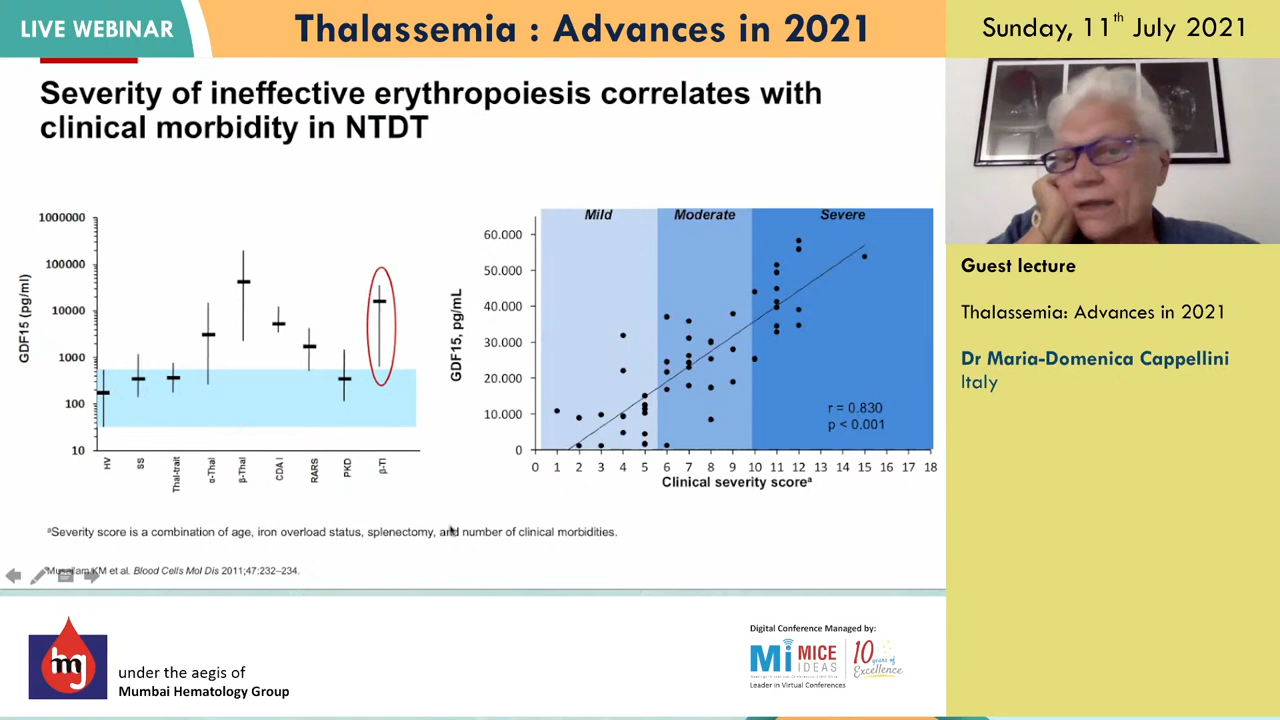 LIVE WEBINAR
Thalassemia : Advances in 2021
Sunday, 11th July 2021
Severity of ineffective erythropoiesis correlates with
clinical morbidity in NTDT
GDF15 (pg/ml)
1000000
100000
10000
1000
100
10
HV
SS
Thal-trait
α-Thal
β-Thal
CDA I
RARS
PKD
β-TI
Mild
Moderate
Severe
GDF15, pg/mL
60.000
50.000
40.000
30.000
20.000
10.000
0
r = 0.830
p < 0.001
0 1 2 3 4 5 6 7 8 9 10 11 12 13 14 15 16 17 18
Clinical severity scoreª
ªSeverity score is a combination of age, iron overload status, splenectomy, and number of clinical morbidities.
KM et al. Blood Cells Mol Dis 2011;47:232–234.
Guest lecture
Thalassemia: Advances in 2021
Dr Maria-Domenica Cappellini
Italy
hg
under the aegis of
Mumbai Hematology Group
Digital Conference Managed by:
Mi MICE
IDEAS
10 years of
Excellence
Leader in Virtual Conferences